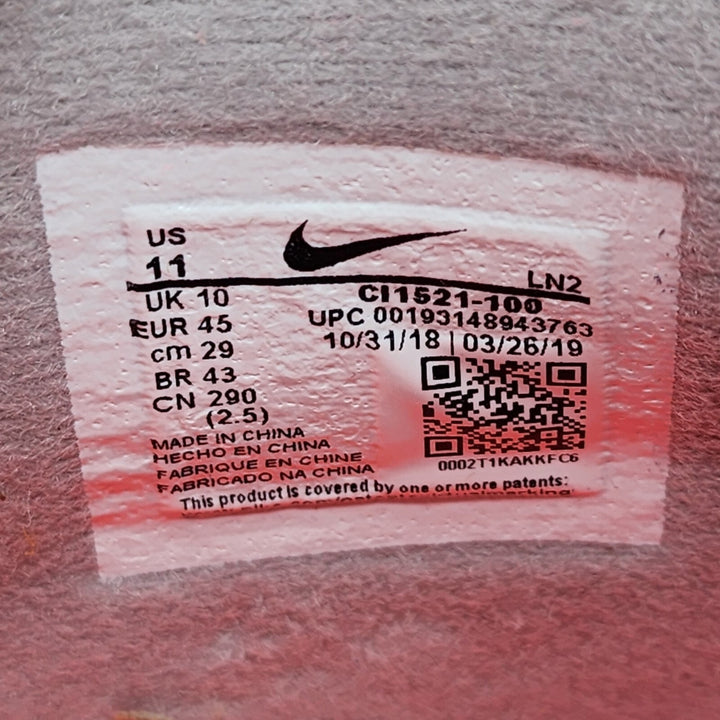 US
11
LN2
UK 10
CI1521-100
EUR 45
UPC 00193148943763
cm 29
10/31/18 | 03/26/19
BR 43
CN 290
(2.5)
MADE IN CHINA
HECHO EN CHINA
FABRIQUE EN CHINE
FABRICADO NA CHINA
0002T1KAKKFC6
This product is covered by one or more patents: